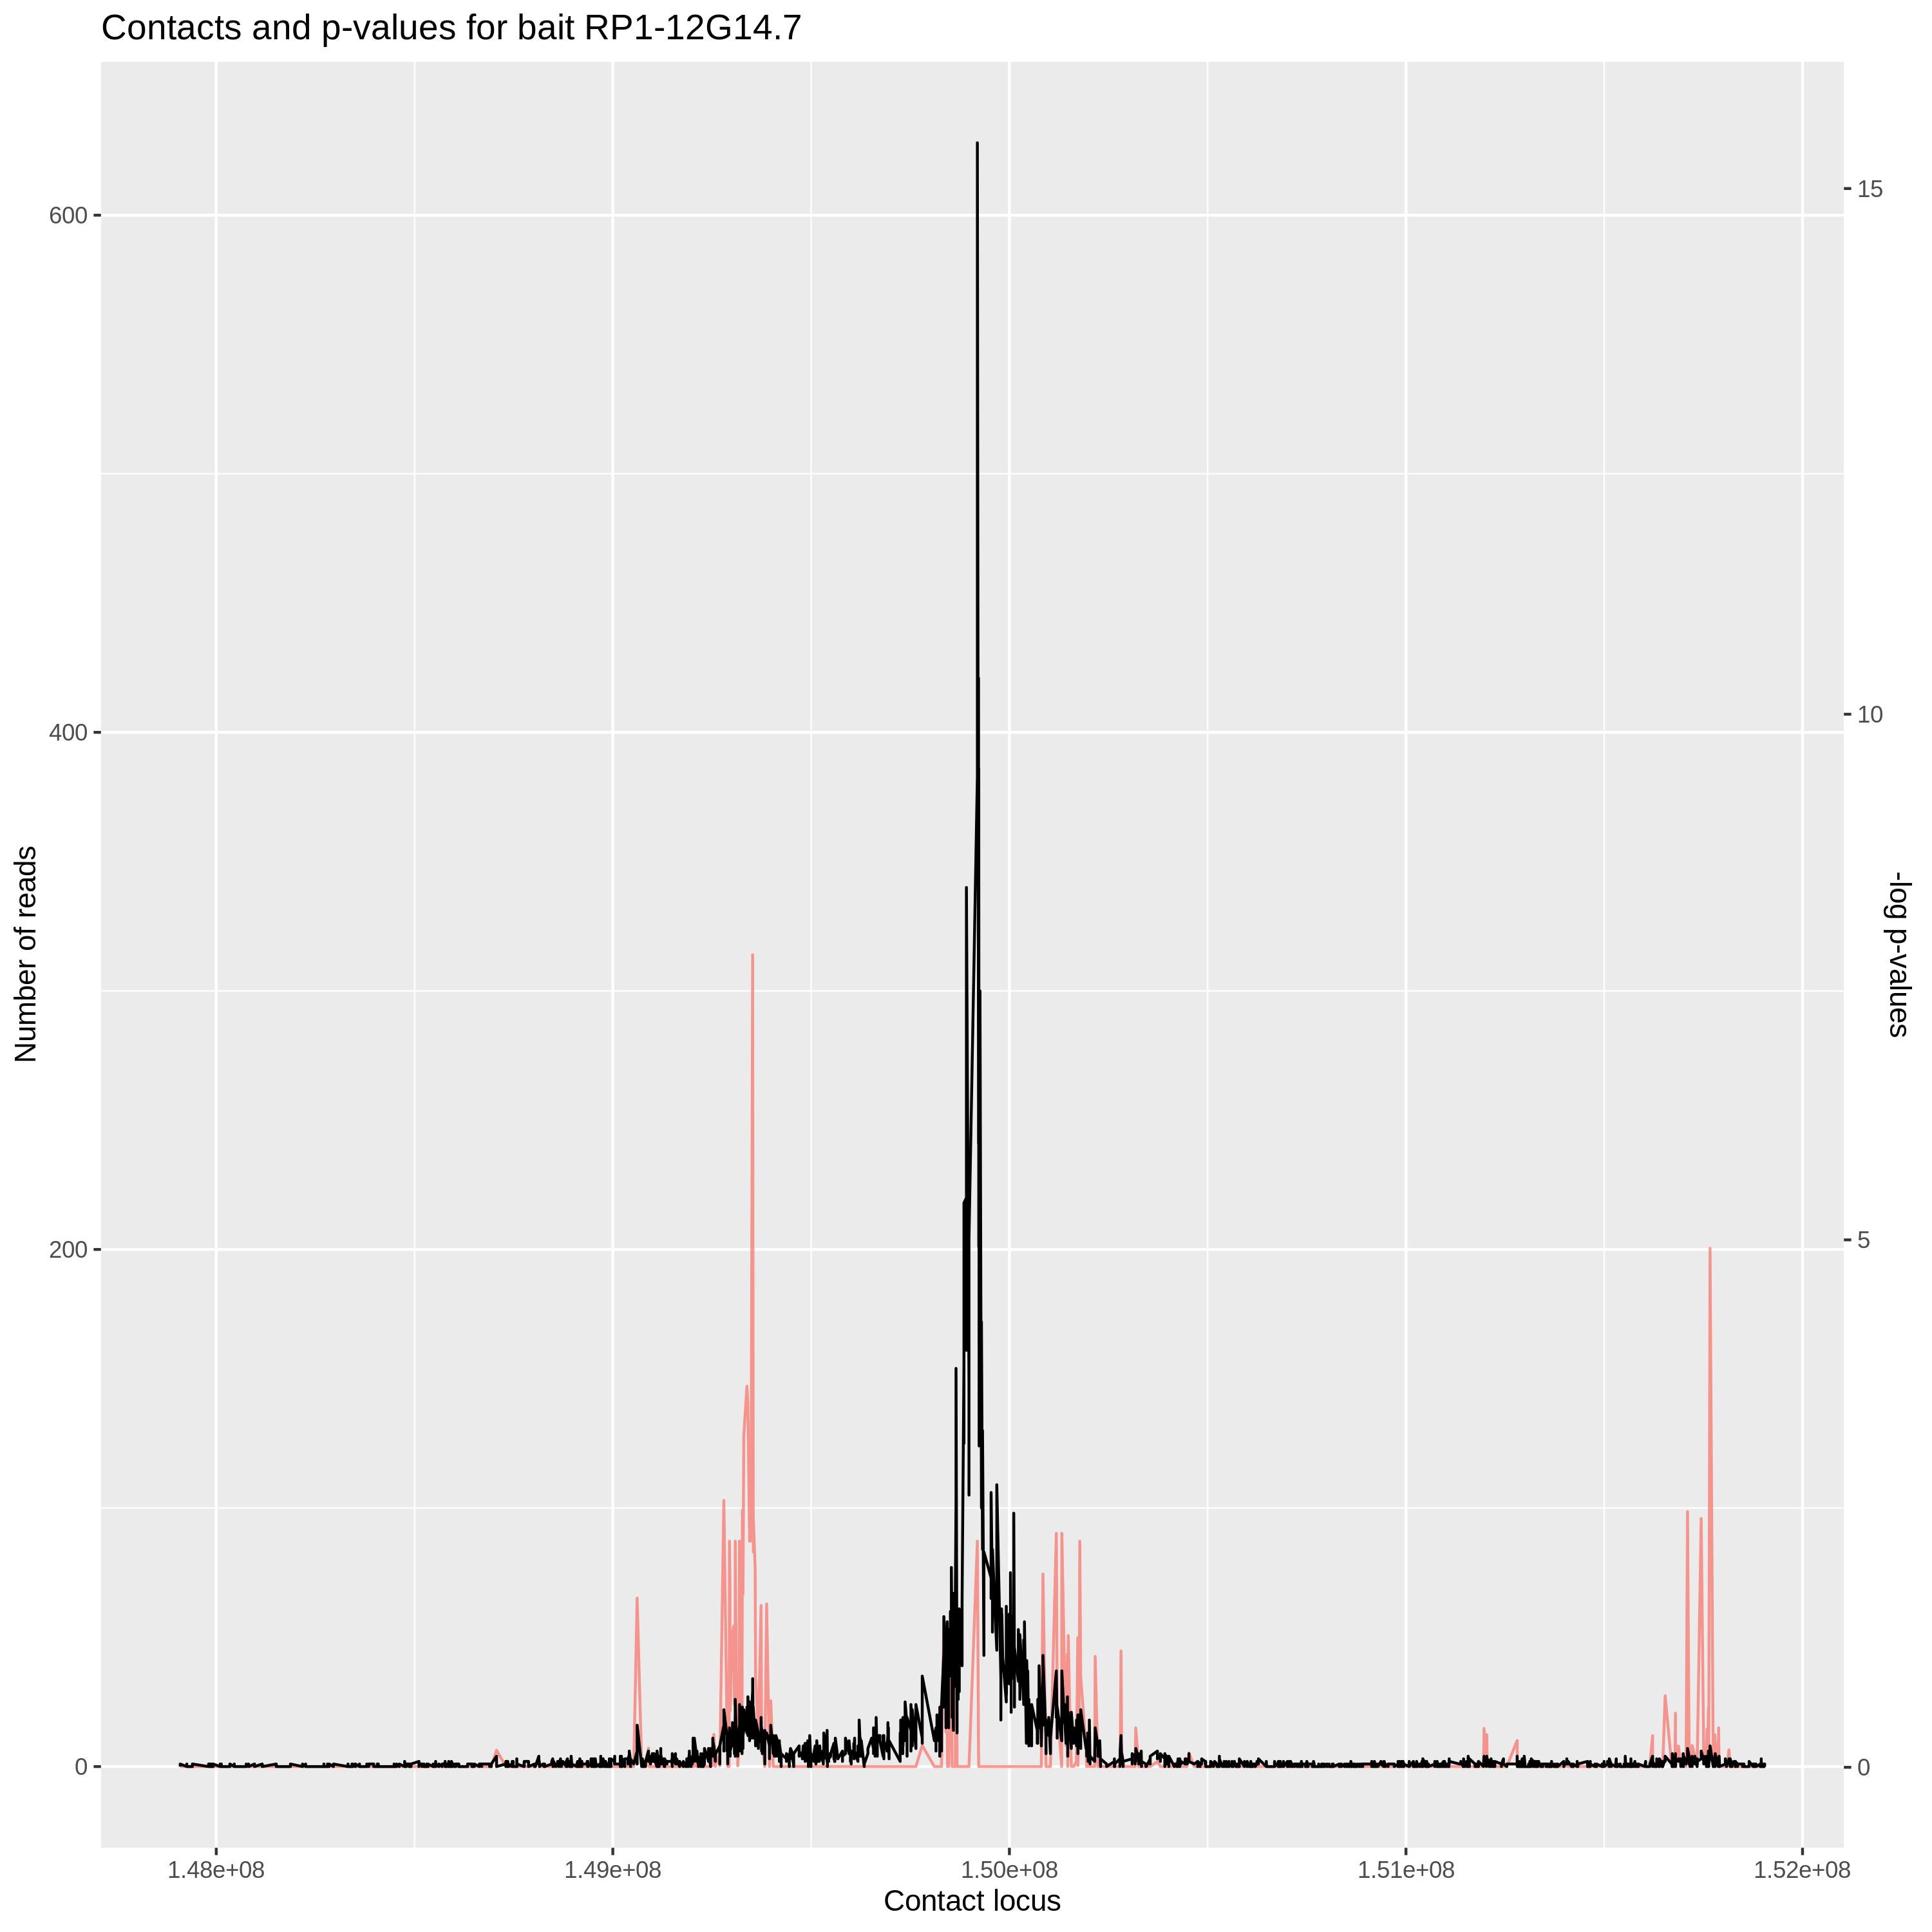 Contacts and p-values for bait RP1-12G14.7
600
400
200
0
Number of reads
15
10
5
0
-log p-values
1.48e+08
1.49e+08
1.50e+08
1.51e+08
1.52e+08
Contact locus